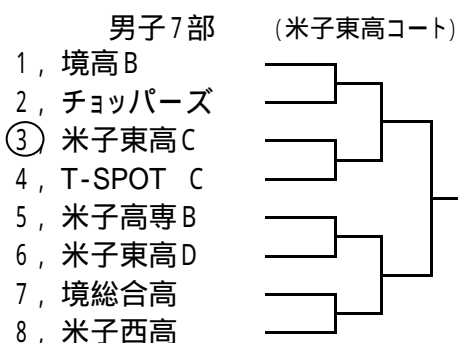 男子7部 (米子東高コート)
1, 境高B
2, チョッパーズ
3, 米子東高C
4, T-SPOT C
5, 米子高専B
6, 米子東高D
7, 境総合高
8, 米子西高